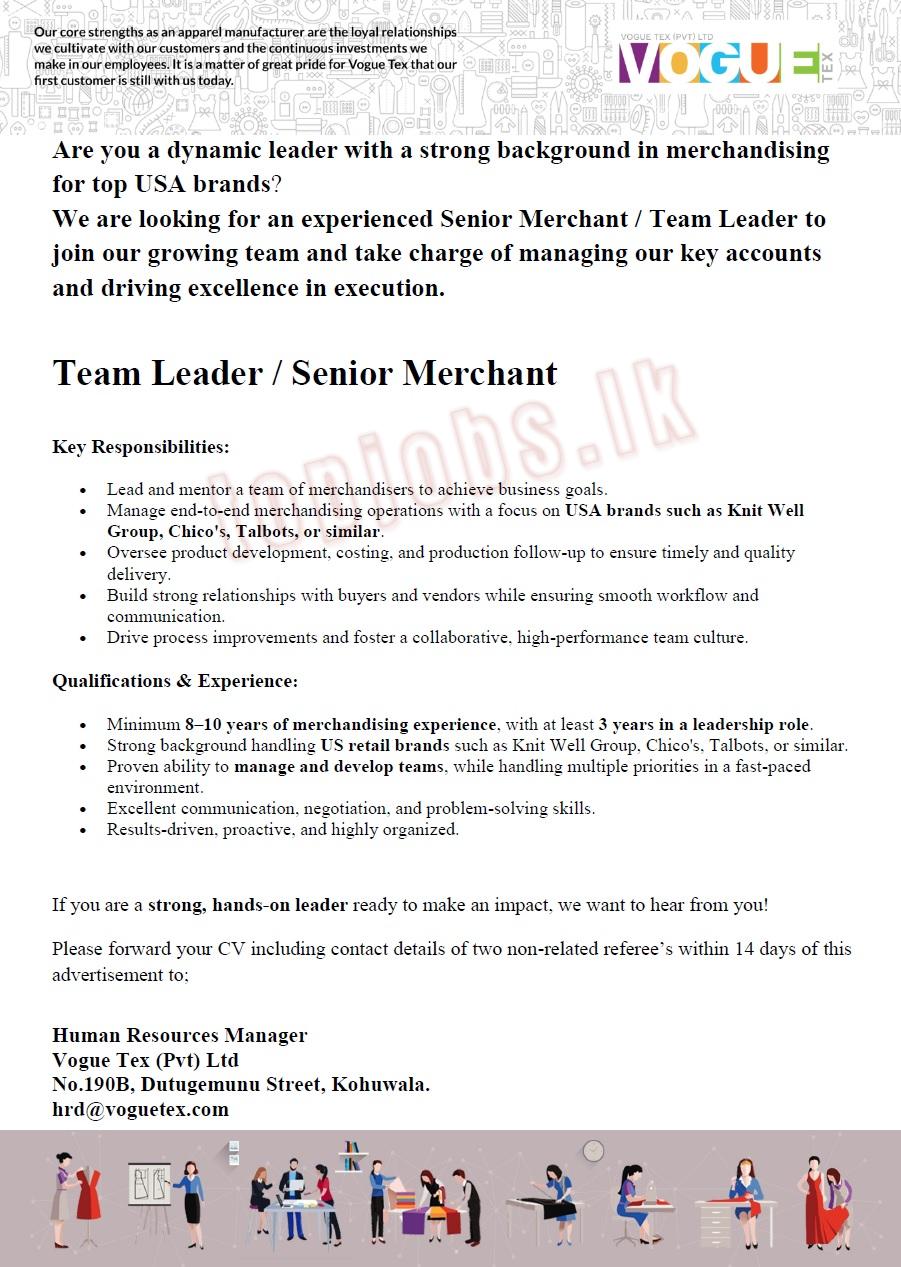 Our core strengths as an apparel manufacturer are the loyal relationships
we cultivate with our customers and the continuous investments we
make in our employees. It is a matter of great pride for Vogue Tex that our
first customer is still with us today.
VOGUE TEX (PVT) LTD
VOGUE TEX
Are you a dynamic leader with a strong background in merchandising
for top USA brands?
We are looking for an experienced Senior Merchant / Team Leader to
join our growing team and take charge of managing our key accounts
and driving excellence in execution.
Team Leader / Senior Merchant
topjobs.lk
Key Responsibilities:
• Lead and mentor a team of merchandisers to achieve business goals.
• Manage end-to-end merchandising operations with a focus on USA brands such as Knit Well
Group, Chico's, Talbots, or similar.
• Oversee product development, costing, and production follow-up to ensure timely and quality
delivery.
• Build strong relationships with buyers and vendors while ensuring smooth workflow and
communication.
• Drive process improvements and foster a collaborative, high-performance team culture.
Qualifications & Experience:
• Minimum 8–10 years of merchandising experience, with at least 3 years in a leadership role.
• Strong background handling US retail brands such as Knit Well Group, Chico's, Talbots, or similar.
• Proven ability to manage and develop teams, while handling multiple priorities in a fast-paced
environment.
• Excellent communication, negotiation, and problem-solving skills.
• Results-driven, proactive, and highly organized.
If you are a strong, hands-on leader ready to make an impact, we want to hear from you!
Please forward your CV including contact details of two non-related referee’s within 14 days of this
advertisement to;
Human Resources Manager
Vogue Tex (Pvt) Ltd
No.190B, Dutugemunu Street, Kohuwala.
hrd@voguetex.com